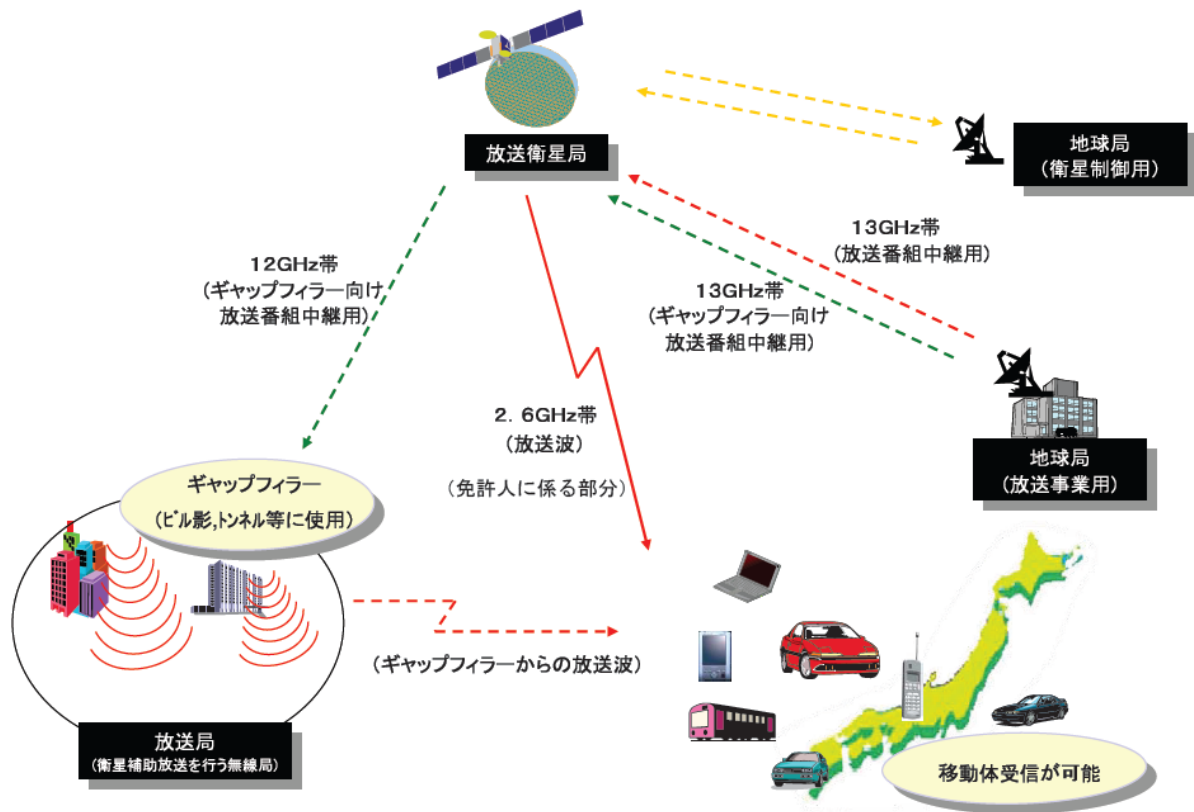 放送衛星局
地球局
(衛星制御用)
13GHz帯
(放送番組中継用)
12GHz帯
(ギャップフィラー向け
放送番組中継用)
13GHz帯
(ギャップフィラー向け
放送番組中継用)
2.6GHz帯
(放送波)
(免許人に係る部分)
地球局
(放送事業用)
ギャップフィラー
(ビル影,トンネル等に使用)
(ギャップフィラーからの放送波)
放送局
(衛星補助放送を行う無線局)
移動体受信が可能